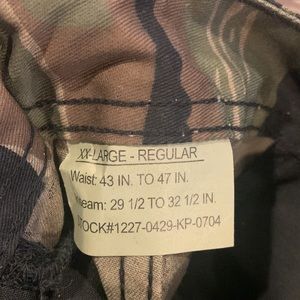 XX-LARGE - REGULAR
Waist: 43 IN. TO 47 IN.
seam: 29 1/2 TO 32 1/2 IN.
STOCK#1227-0429-KP-0704